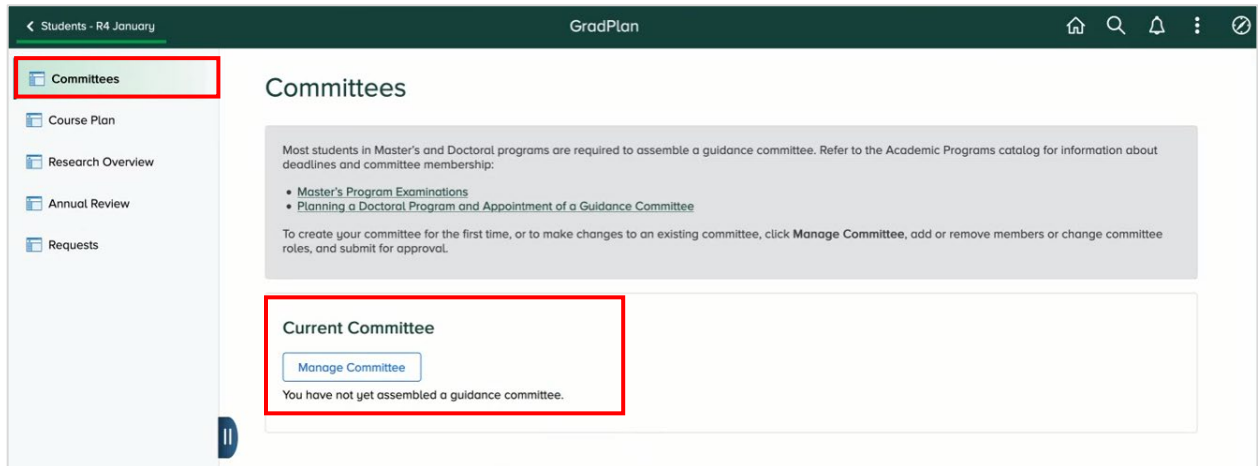 Students - R4 January
GradPlan
Committees
Course Plan
Research Overview
Annual Review
Requests
Committees
Most students in Master's and Doctoral programs are required to assemble a guidance committee. Refer to the Academic Programs catalog for information about
deadlines and committee membership:
• Master's Program Examinations
• Planning a Doctoral Program and Appointment of a Guidance Committee
To create your committee for the first time, or to make changes to an existing committee, click Manage Committee, add or remove members or change committee
roles, and submit for approval.
Current Committee
Manage Committee
You have not yet assembled a guidance committee.